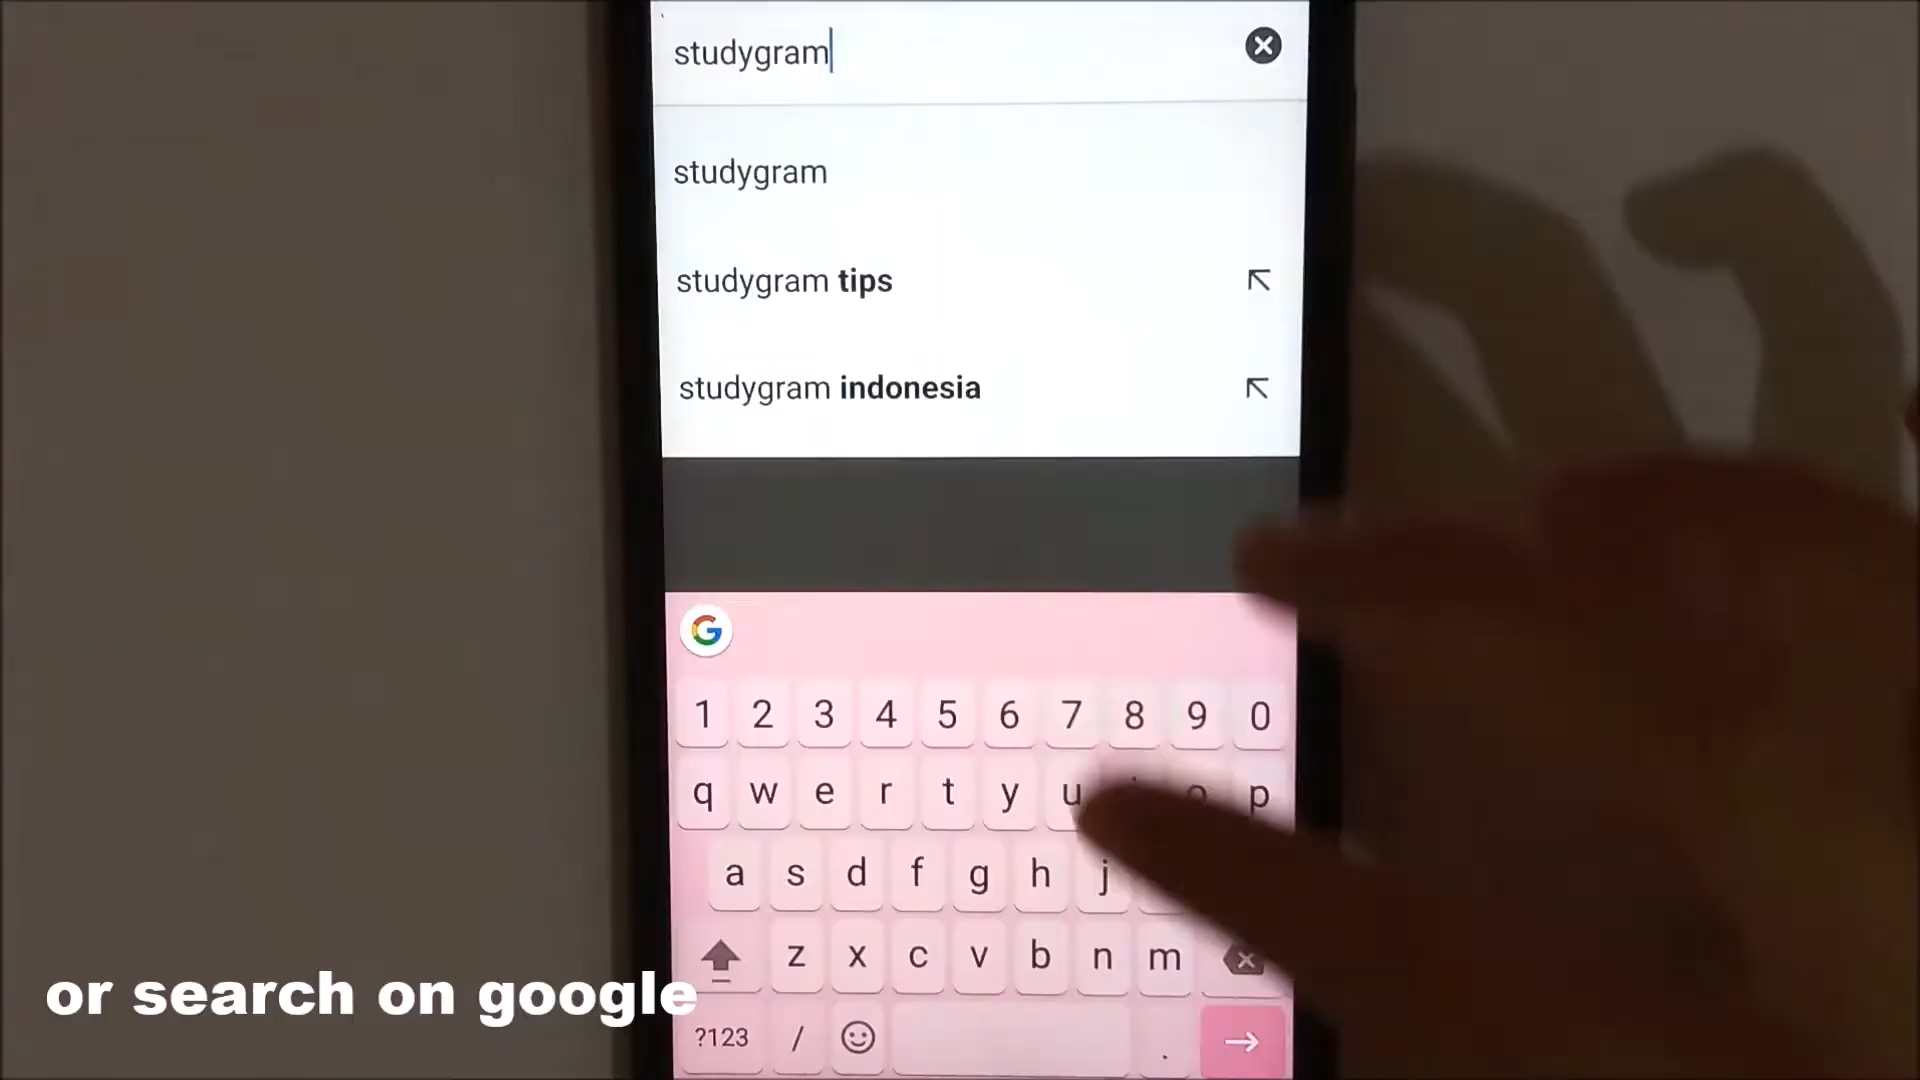 studygram
studygram
studygram tips
studygram indonesia
G
1 2 3 4 5 6 7 8 9 0
q w e r t y u o p
a s d f g h j
z x c v b n m
?123 / .
or search on google